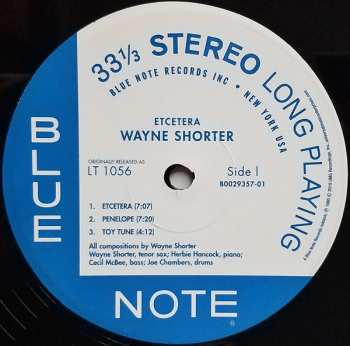 33 1/3 STEREO LONG PLAYING
BLUE NOTE RECORDS INC • NEW YORK USA
ETCETERA
WAYNE SHORTER
ORIGINALLY RELEASED AS
LT 1056
Side I
B0029357-01
1. ETCETERA (7:07)
2. PENELOPE (7:20)
3. TOY TUNE (4:12)
All compositions by Wayne Shorter
Wayne Shorter, tenor sax; Herbie Hancock, piano;
Cecil McBee, bass; Joe Chambers, drums
BLUE
NOTE
®